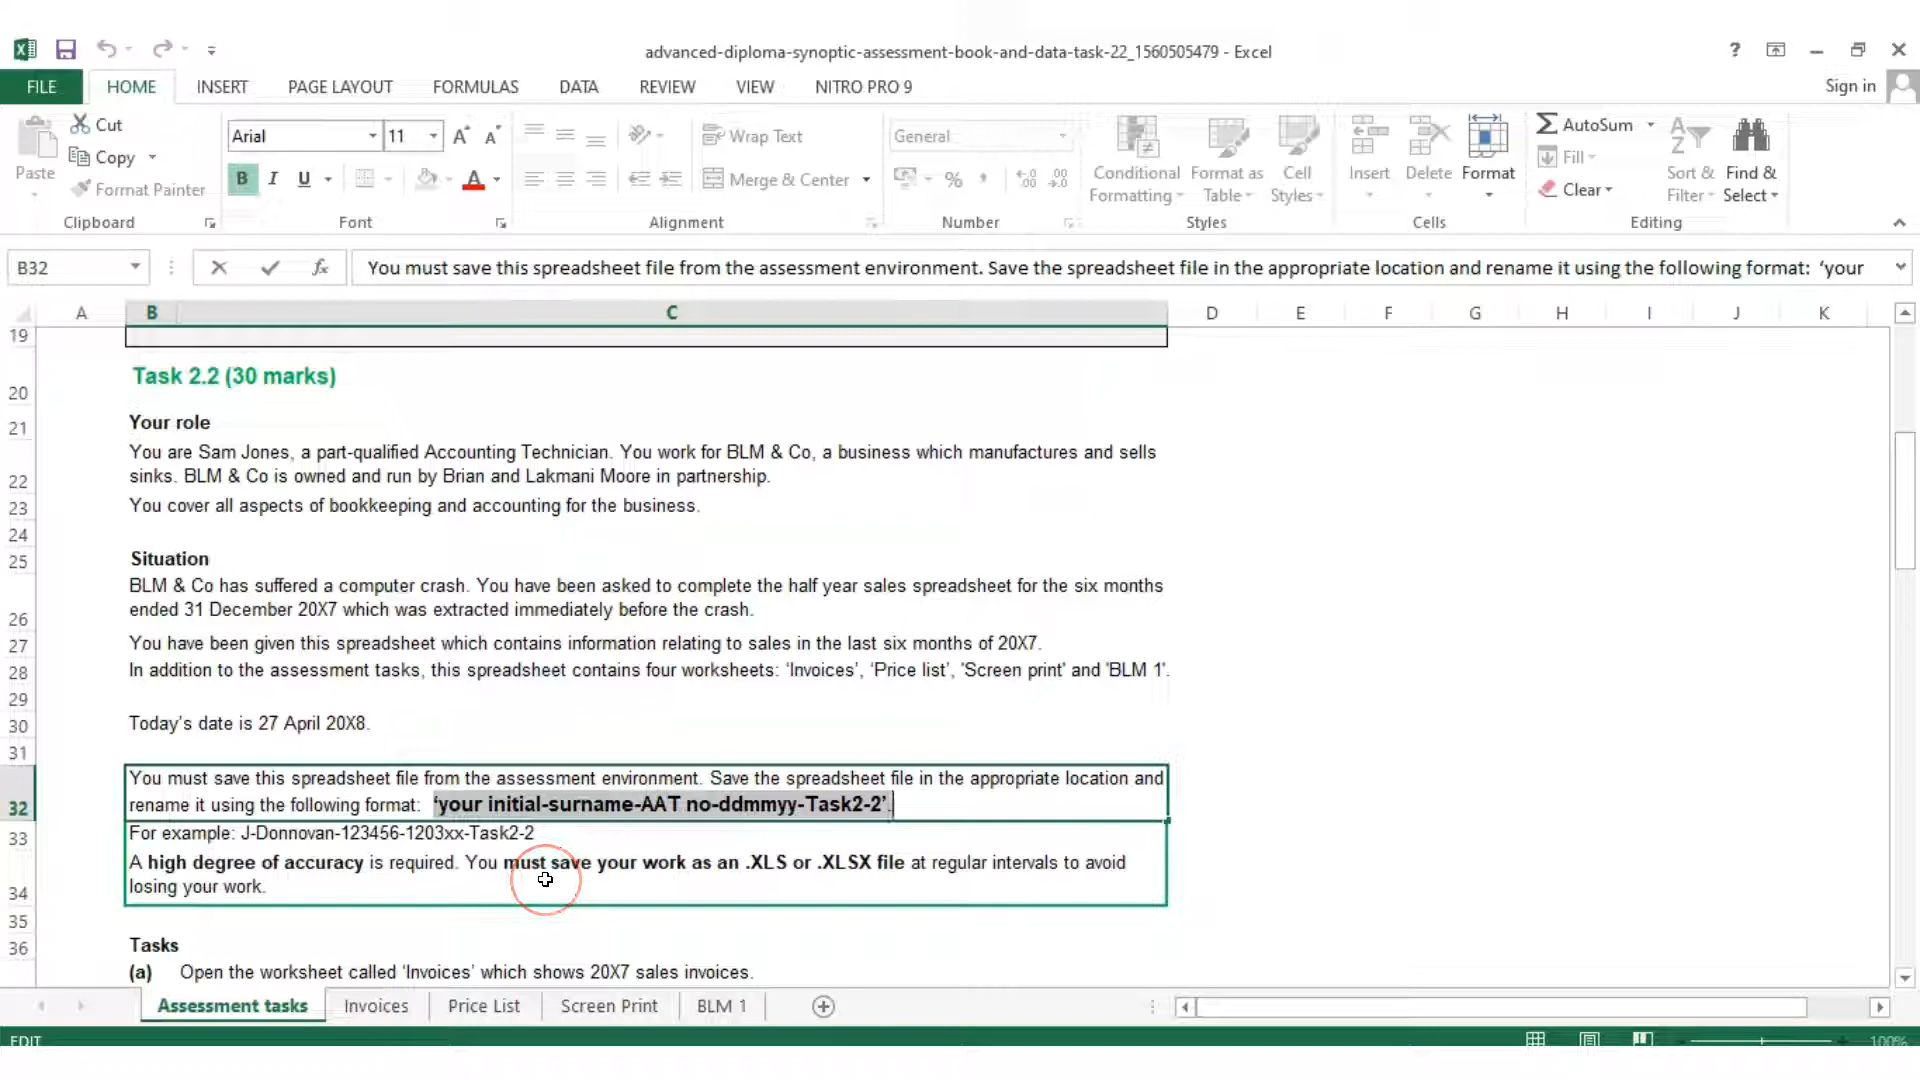 advanced-diploma-synoptic-assessment-book-and-data-task-22_1560505479 - Excel
?
FILE HOME INSERT PAGE LAYOUT FORMULAS DATA REVIEW VIEW NITRO PRO 9 Sign in
Paste Cut Copy Format Painter Clipboard
Arial 11 B I U Font
Wrap Text Merge & Center Alignment
General % Number
Conditional Formatting Format as Table Cell Styles Styles
Insert Delete Format Cells
AutoSum Fill Clear Sort & Filter Find & Select Editing
B32 fx You must save this spreadsheet file from the assessment environment. Save the spreadsheet file in the appropriate location and rename it using the following format: ‘your
A B C D E F G H I J K
19
20 Task 2.2 (30 marks)
21 Your role
You are Sam Jones, a part-qualified Accounting Technician. You work for BLM & Co, a business which manufactures and sells
22 sinks. BLM & Co is owned and run by Brian and Lakmani Moore in partnership.
23 You cover all aspects of bookkeeping and accounting for the business.
24
25 Situation
BLM & Co has suffered a computer crash. You have been asked to complete the half year sales spreadsheet for the six months
26 ended 31 December 20X7 which was extracted immediately before the crash.
27 You have been given this spreadsheet which contains information relating to sales in the last six months of 20X7.
28 In addition to the assessment tasks, this spreadsheet contains four worksheets: ‘Invoices’, ‘Price list’, 'Screen print' and 'BLM 1'.
29
30 Today’s date is 27 April 20X8.
31
You must save this spreadsheet file from the assessment environment. Save the spreadsheet file in the appropriate location and
32 rename it using the following format: ‘your initial-surname-AAT no-ddmmyy-Task2-2’.
33 For example: J-Donnovan-123456-1203xx-Task2-2
A high degree of accuracy is required. You must save your work as an .XLS or .XLSX file at regular intervals to avoid
34 losing your work.
35
36 Tasks
(a) Open the worksheet called ‘Invoices’ which shows 20X7 sales invoices.
Assessment tasks Invoices Price List Screen Print BLM 1
EDIT 100%